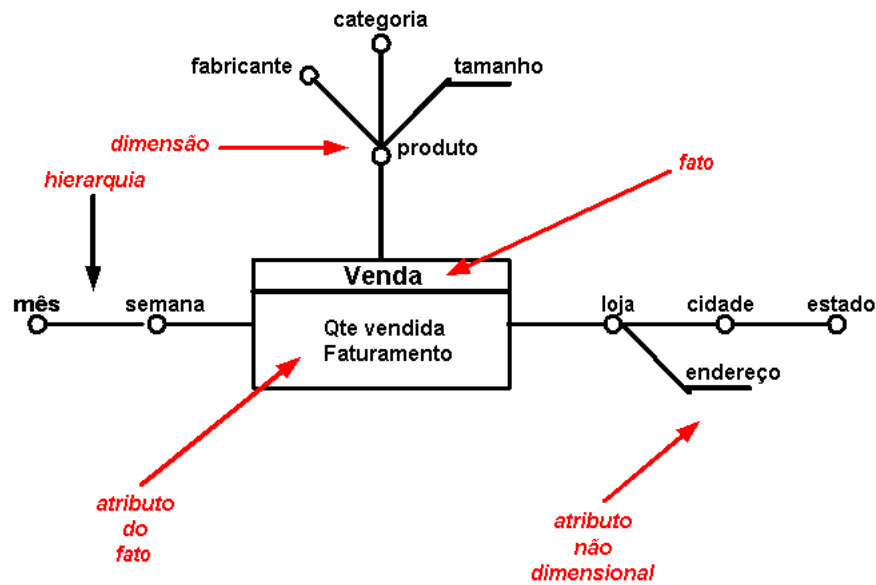 categoria
fabricante
tamanho
dimensão
produto
fato
hierarquia
Venda
mês
semana
loja
cidade
estado
Qte vendida
Faturamento
endereço
atributo
do
fato
atributo
não
dimensional